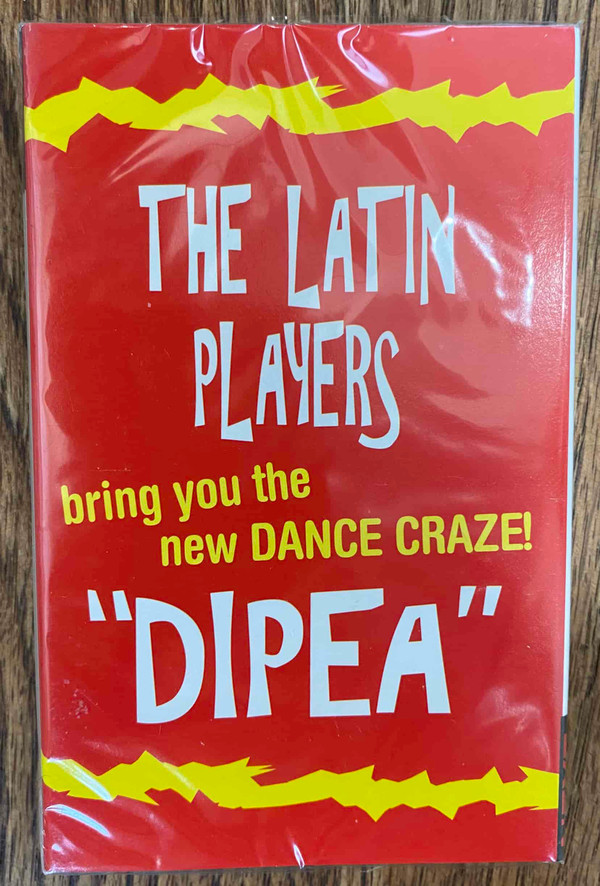 THE LATIN
PLAYERS
bring you the
new DANCE CRAZE!
“DIPEA”